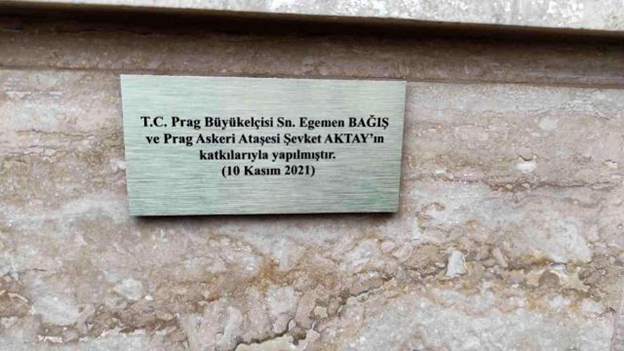 T.C. Prag Büyükelçisi Sn. Egemen BAĞIŞ
ve Prag Askeri Ataşesi Şevket AKTAY'ın
katkılarıyla yapılmıştır.
(10 Kasım 2021)